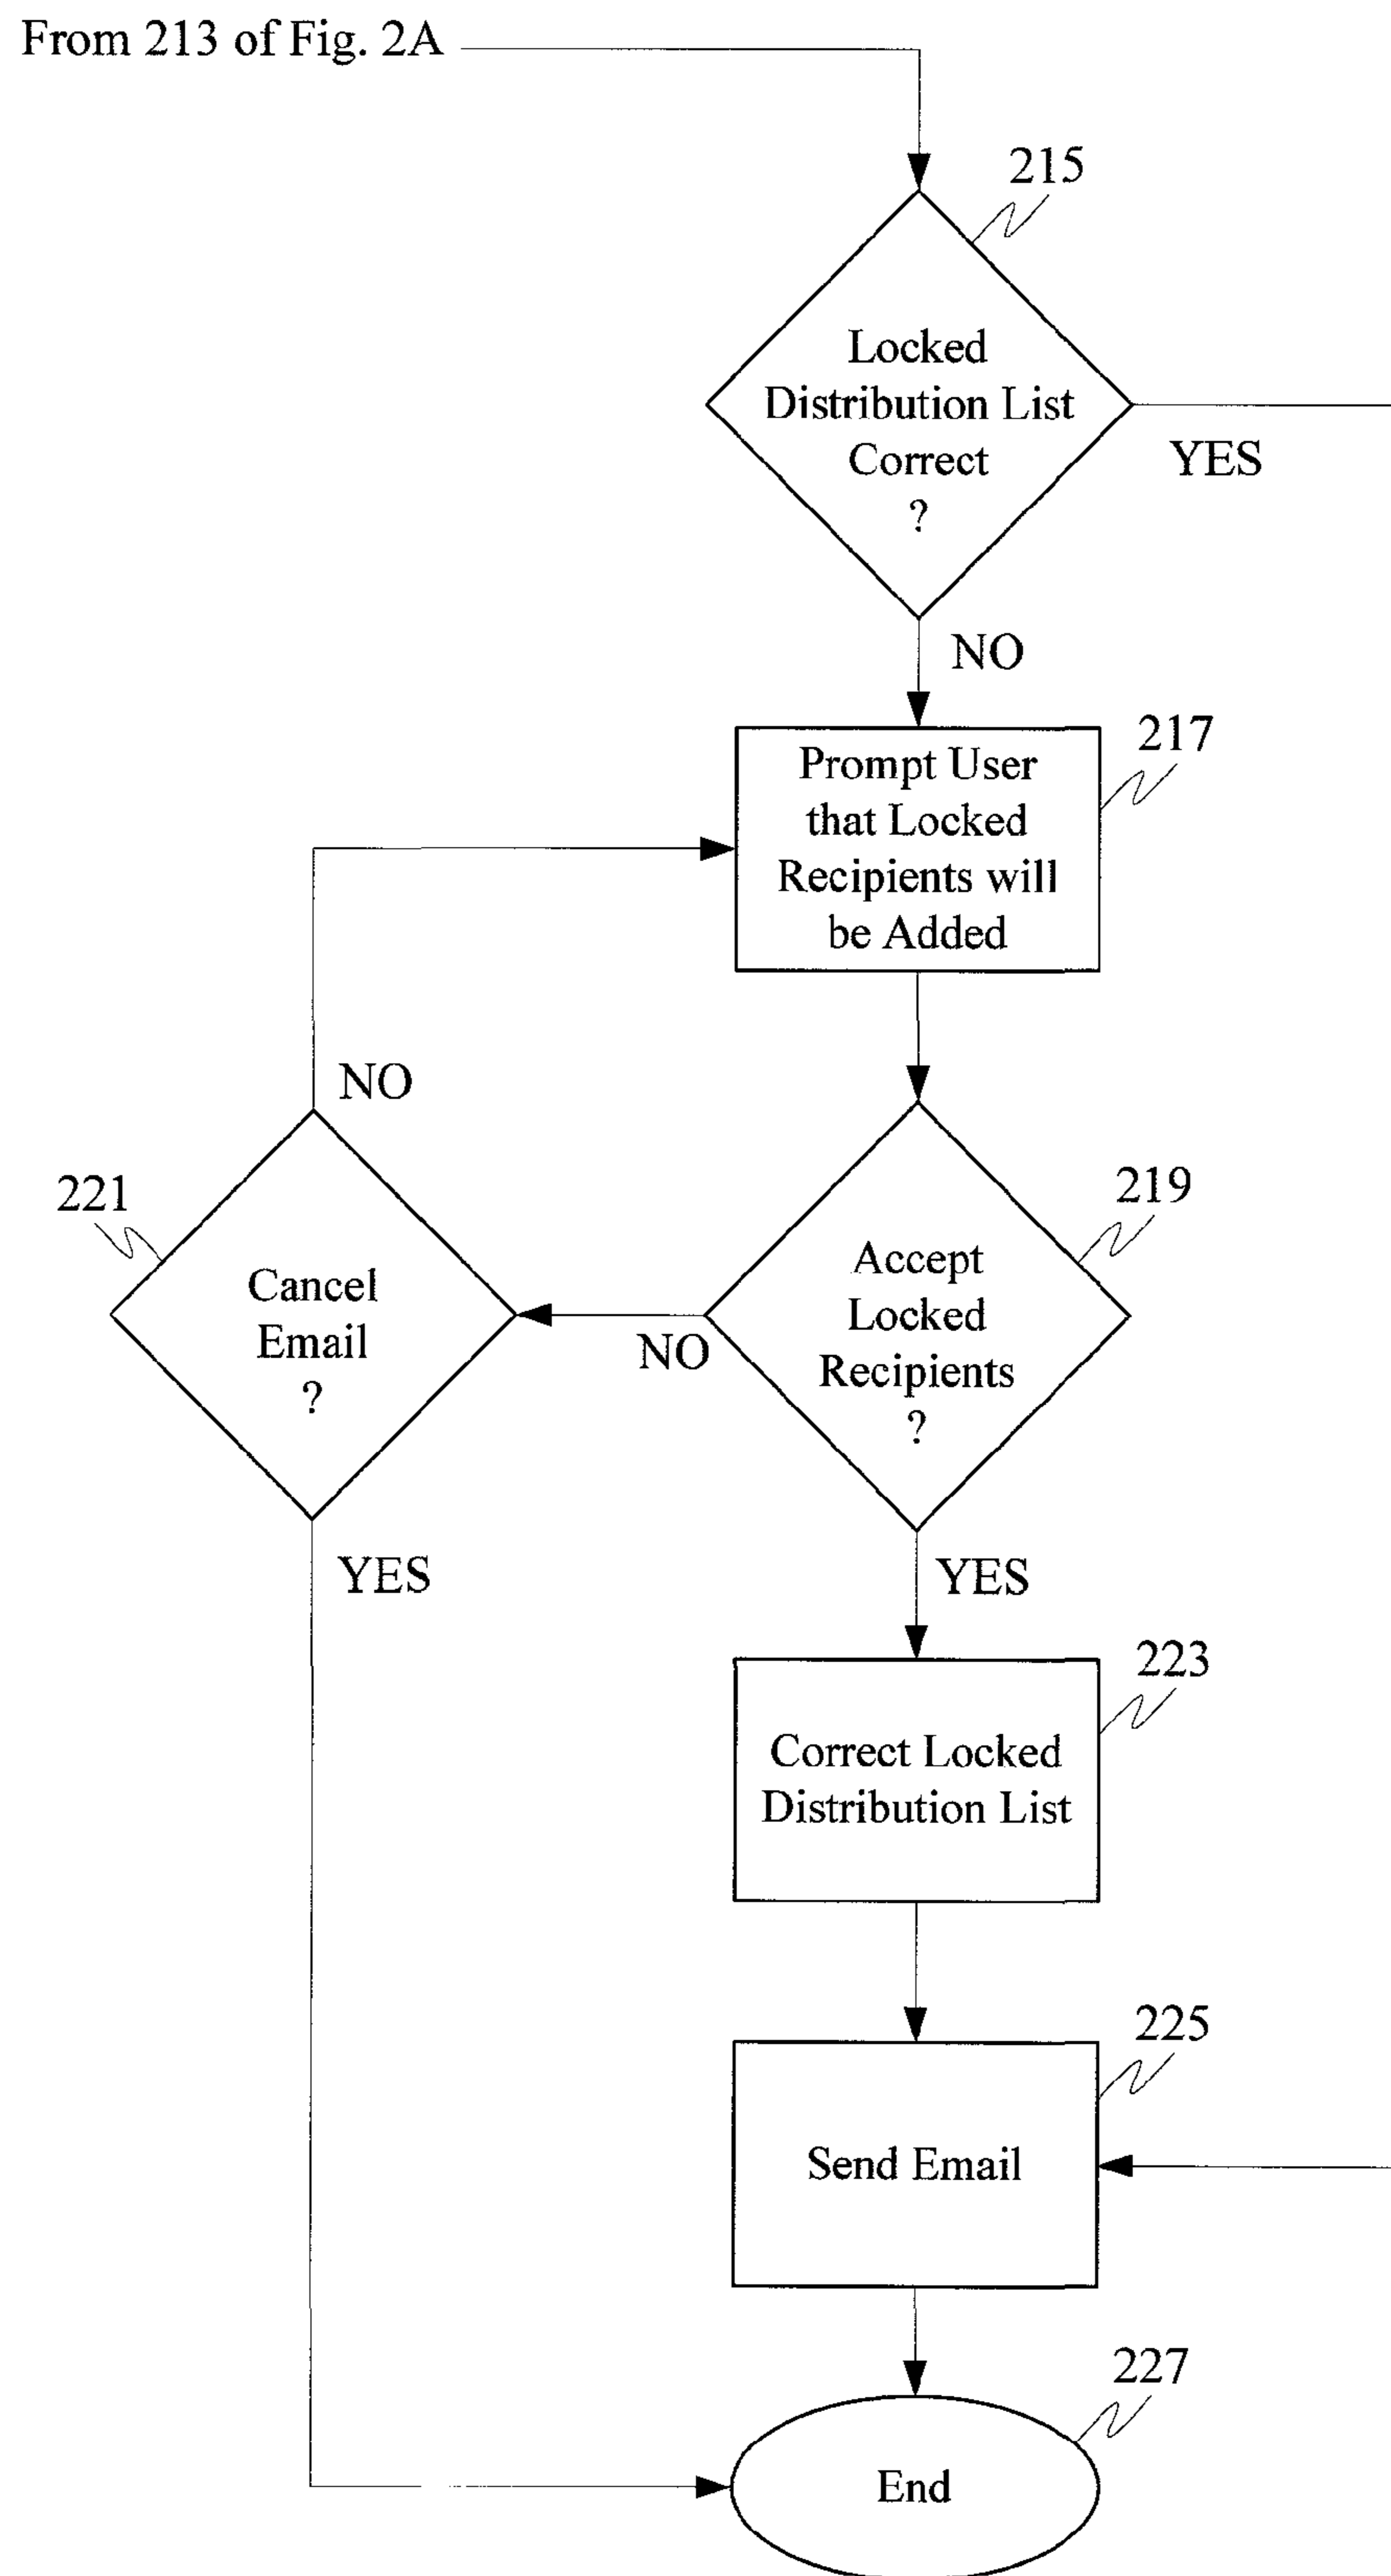 From 213 of Fig. 2A
215
Locked
Distribution List
Correct
?
YES
NO
217
Prompt User
that Locked
Recipients will
be Added
NO
221
Cancel
Email
?
219
Accept
Locked
Recipients
?
NO
YES
YES
223
Correct Locked
Distribution List
225
Send Email
227
End